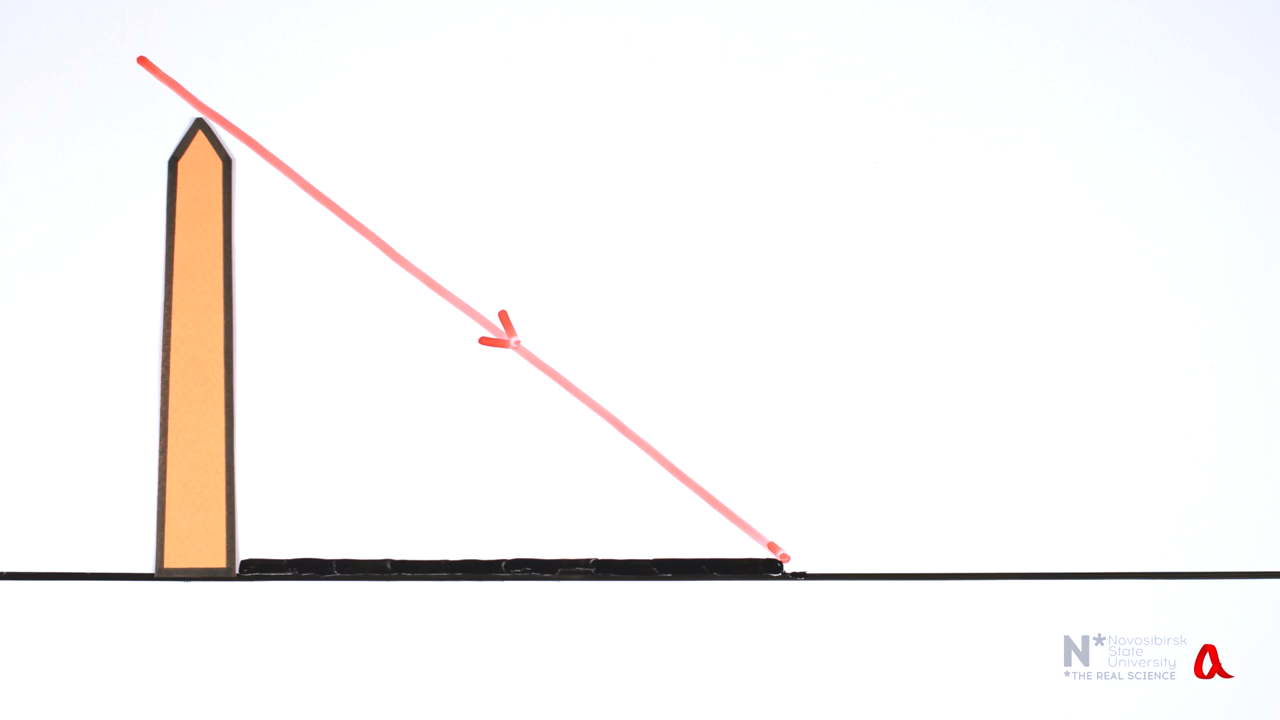 N*
Novosibirsk
State
University
*THE REAL SCIENCE
a